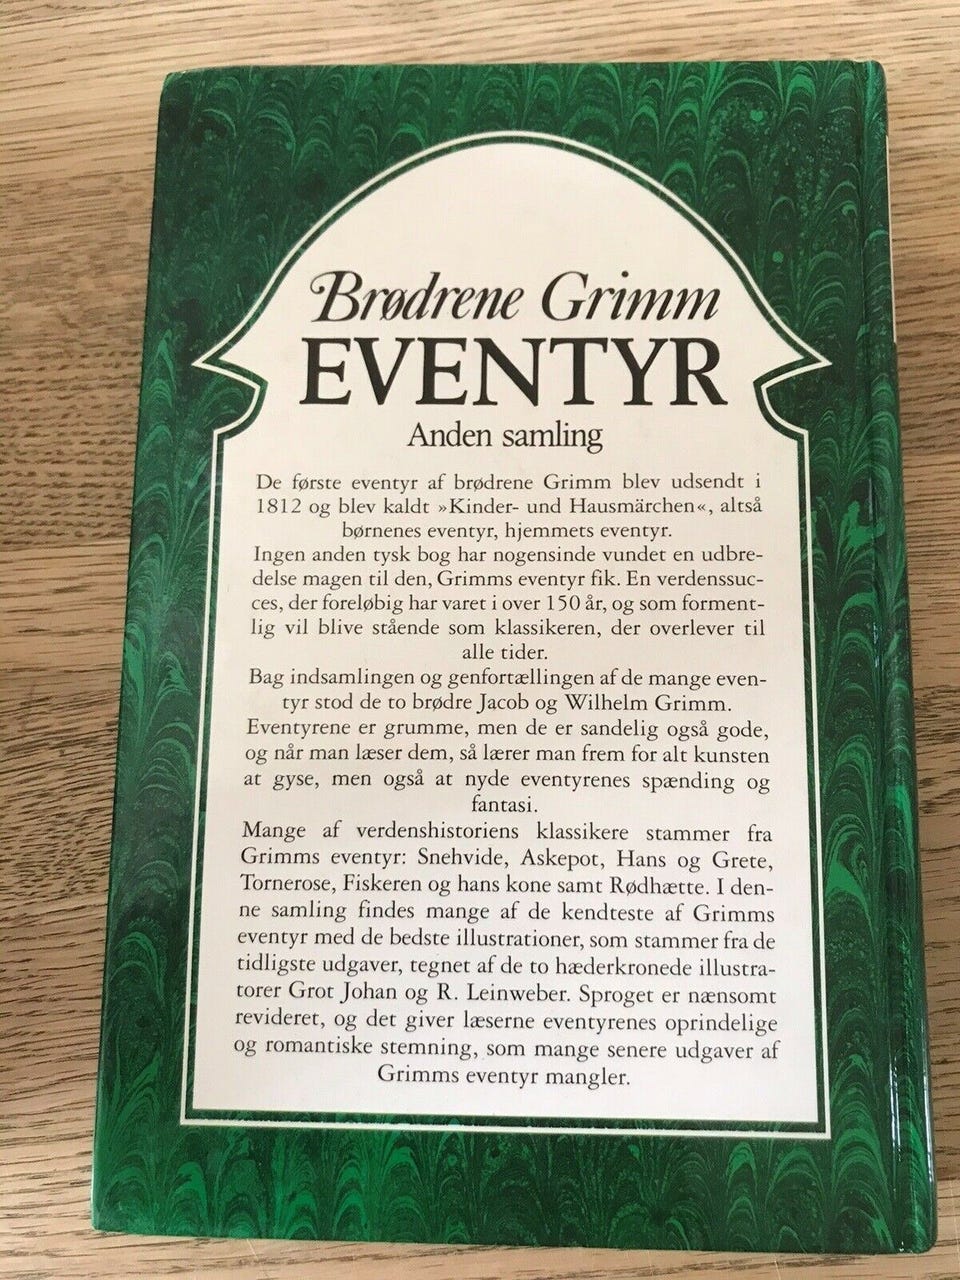 Brødrene Grimm
EVENTYR
Anden samling
De første eventyr af brødrene Grimm blev udsendt i
1812 og blev kaldt »Kinder- und Hausmärchen«, altså
børnenes eventyr, hjemmets eventyr.
Ingen anden tysk bog har nogensinde vundet en udbre-
delse magen til den, Grimms eventyr fik. En verdenssuc-
ces, der foreløbig har varet i over 150 år, og som forment-
lig vil blive stående som klassikeren, der overlever til
alle tider.
Bag indsamlingen og genfortællingen af de mange even-
tyr stod de to brødre Jacob og Wilhelm Grimm.
Eventyrene er grumme, men de er sandelig også gode,
og når man læser dem, så lærer man frem for alt kunsten
at gyse, men også at nyde eventyrenes spænding og
fantasi.
Mange af verdenshistoriens klassikere stammer fra
Grimms eventyr: Snehvide, Askepot, Hans og Grete,
Tornerose, Fiskeren og hans kone samt Rødhætte. I den-
ne samling findes mange af de kendteste af Grimms
eventyr med de bedste illustrationer, som stammer fra de
tidligste udgaver, tegnet af de to hæderkronede illustra-
torer Grot Johan og R. Leinweber. Sproget er nænsomt
revideret, og det giver læserne eventyrenes oprindelige
og romantiske stemning, som mange senere udgaver af
Grimms eventyr mangler.